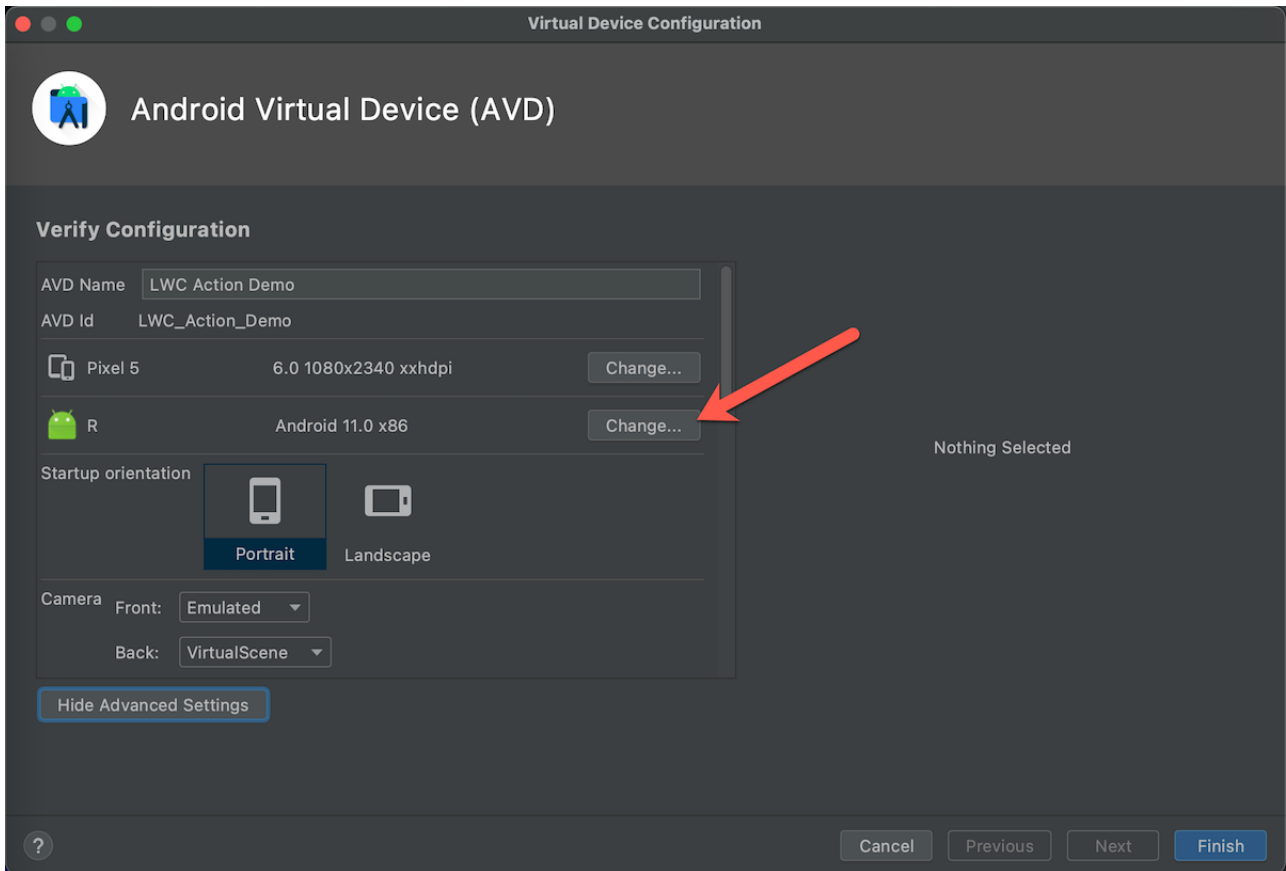 Virtual Device Configuration
Android Virtual Device (AVD)
Verify Configuration
AVD Name LWC Action Demo
AVD Id LWC_Action_Demo
Pixel 5 6.0 1080x2340 xxhdpi Change...
R Android 11.0 x86 Change...
Nothing Selected
Startup orientation
Portrait Landscape
Camera Front: Emulated
Back: VirtualScene
Hide Advanced Settings
? Cancel Previous Next Finish